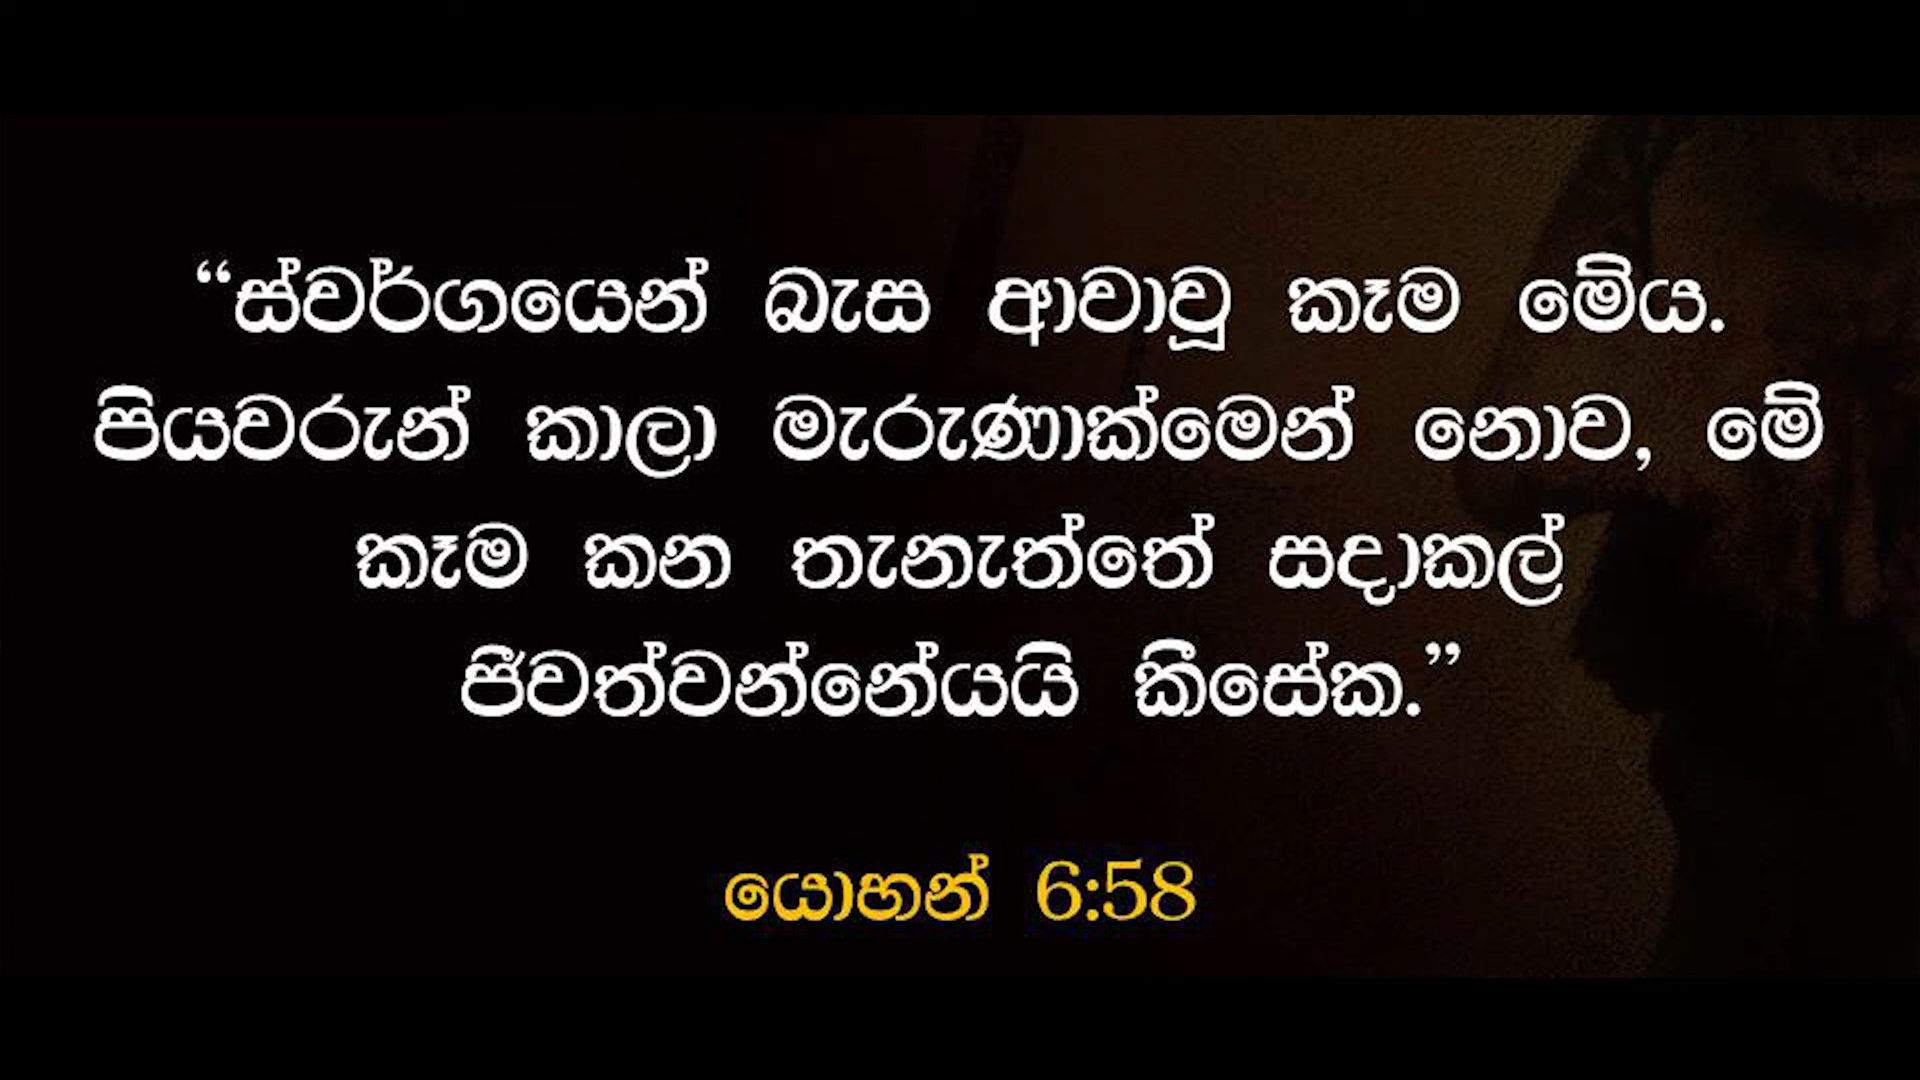 “ස්වර්ගයෙන් බැස ආවාවූ කෑම මේය.
පියවරුන් කාලා මැරුණාක්මෙන් නොව, මේ
කෑම කන තැනැත්තේ සදාකල්
ජීවත්වන්නේයයි කීසේක.”
යොහන් 6:58